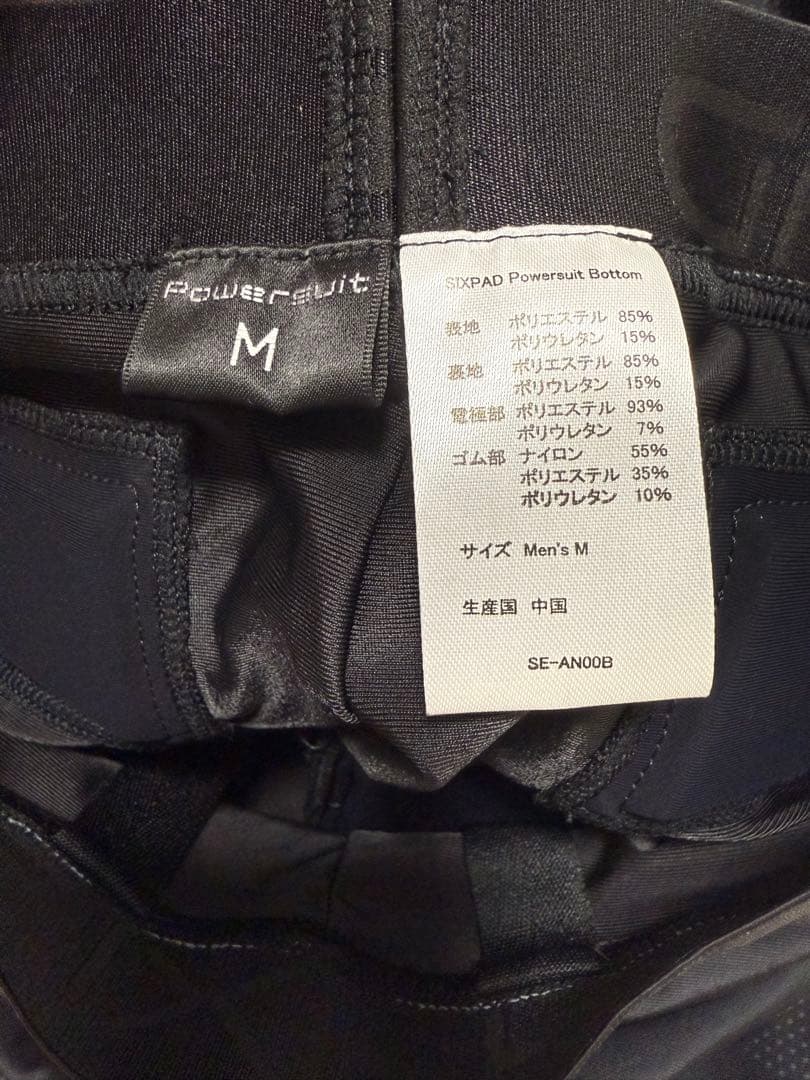 Powersuit
M
SIXPAD Powersuit Bottom
表地 ポリエステル 85%
ポリウレタン 15%
裏地 ポリエステル 85%
ポリウレタン 15%
電極部 ポリエステル 93%
ポリウレタン 7%
ゴム部 ナイロン 55%
ポリエステル 35%
ポリウレタン 10%
サイズ Men's M
生産国 中国
SE-AN00B